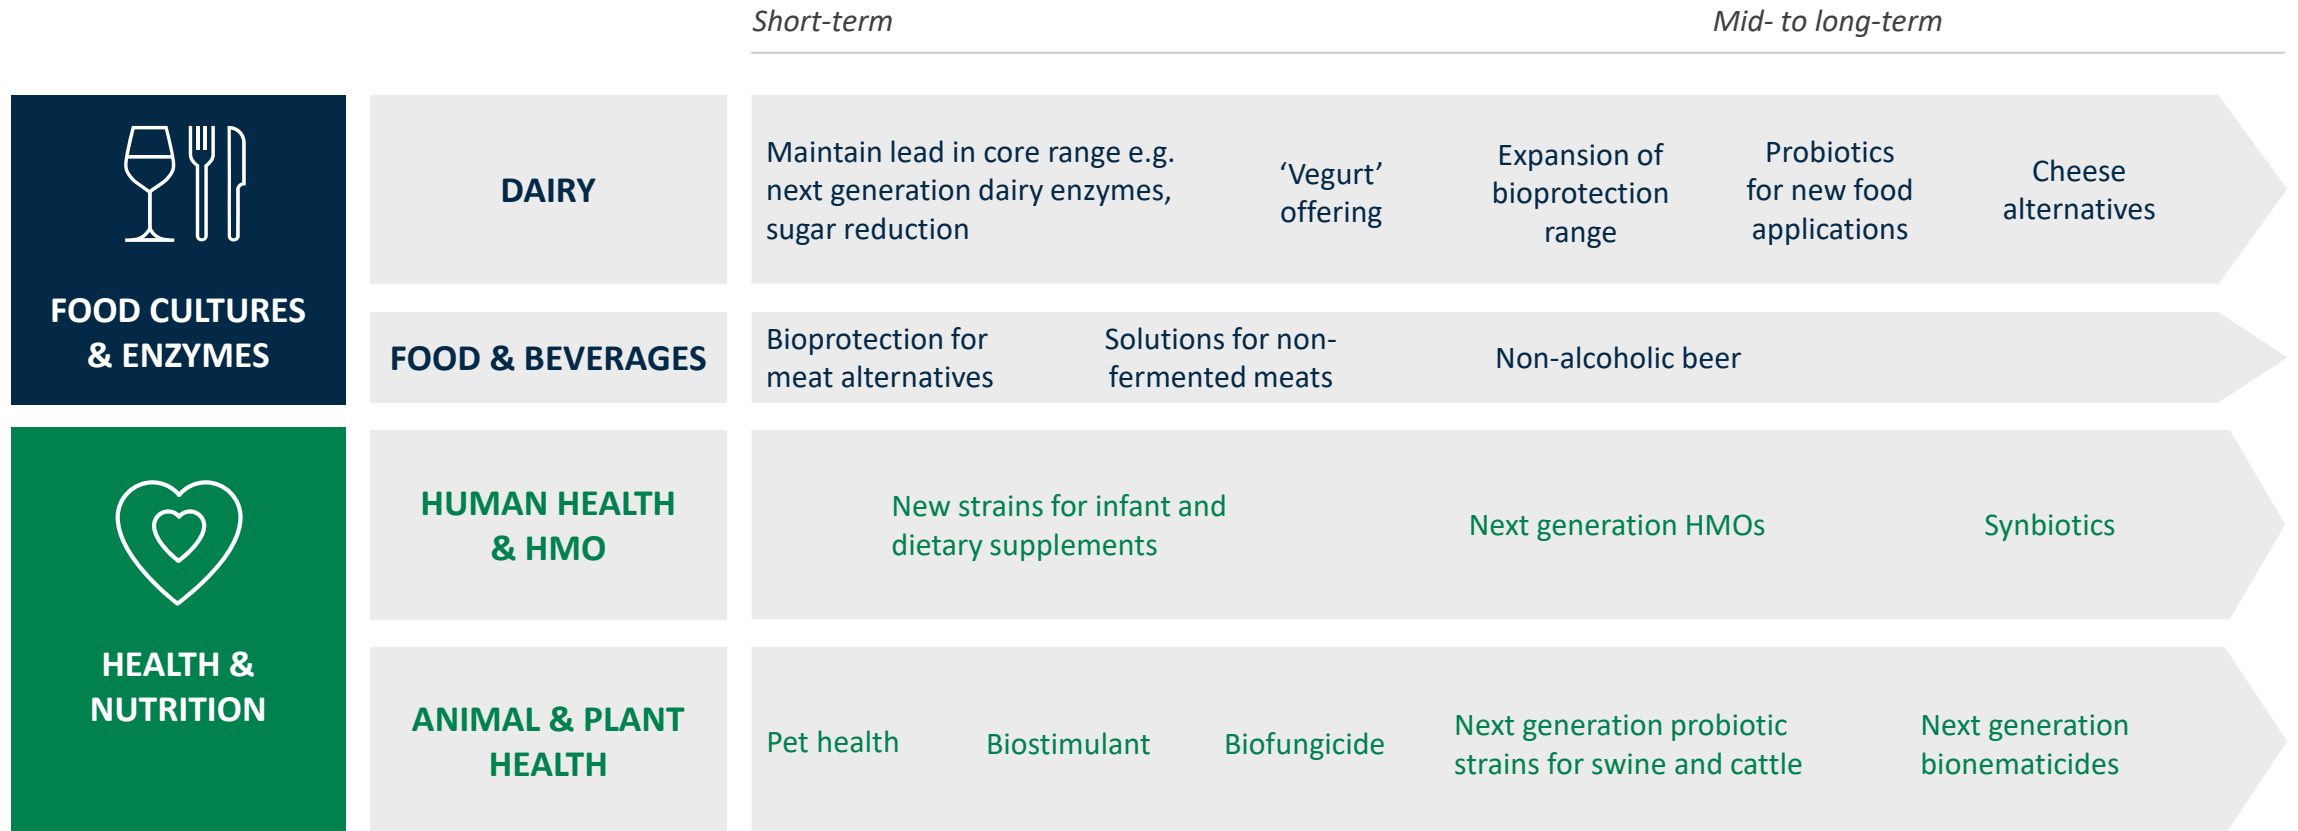 Short-term
Mid- to long-term
FOOD CULTURES
& ENZYMES
DAIRY
Maintain lead in core range e.g.
next generation dairy enzymes,
sugar reduction
‘Vegurt’
offering
Expansion of
bioprotection
range
Probiotics
for new food
applications
Cheese
alternatives
FOOD & BEVERAGES
Bioprotection for
meat alternatives
Solutions for non-
fermented meats
Non-alcoholic beer
HEALTH &
NUTRITION
HUMAN HEALTH
& HMO
New strains for infant and
dietary supplements
Next generation HMOs
Synbiotics
ANIMAL & PLANT
HEALTH
Pet health
Biostimulant
Biofungicide
Next generation probiotic
strains for swine and cattle
Next generation
bionematicides